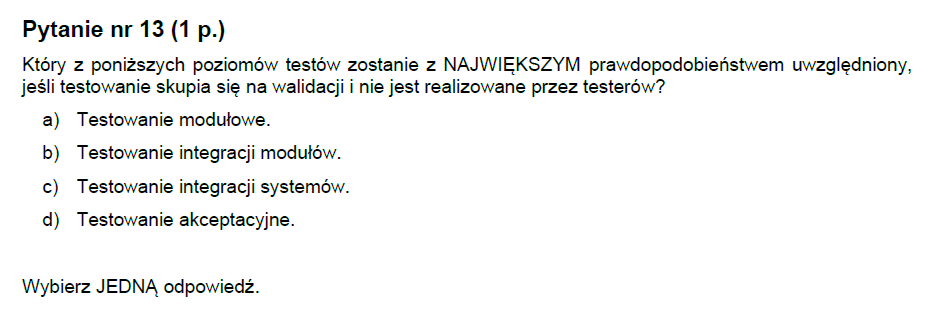 Pytanie nr 13 (1 p.)
Który z poniższych poziomów testów zostanie z NAJWIĘKSZYM prawdopodobieństwem uwzględniony,
jeśli testowanie skupia się na walidacji i nie jest realizowane przez testerów?
a) Testowanie modułowe.
b) Testowanie integracji modułów.
c) Testowanie integracji systemów.
d) Testowanie akceptacyjne.
Wybierz JEDNĄ odpowiedź.